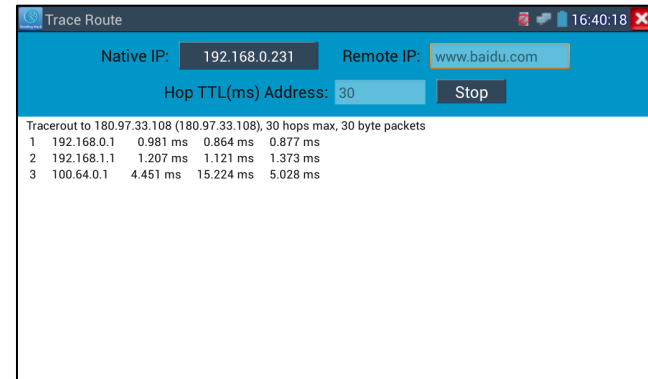 Trace Route 16:40:18
Native IP: 192.168.0.231 Remote IP: www.baidu.com
Hop TTL(ms) Address: 30 Stop
Tracerout to 180.97.33.108 (180.97.33.108), 30 hops max, 30 byte packets
1 192.168.0.1 0.981 ms 0.864 ms 0.877 ms
2 192.168.1.1 1.207 ms 1.121 ms 1.373 ms
3 100.64.0.1 4.451 ms 15.224 ms 5.028 ms